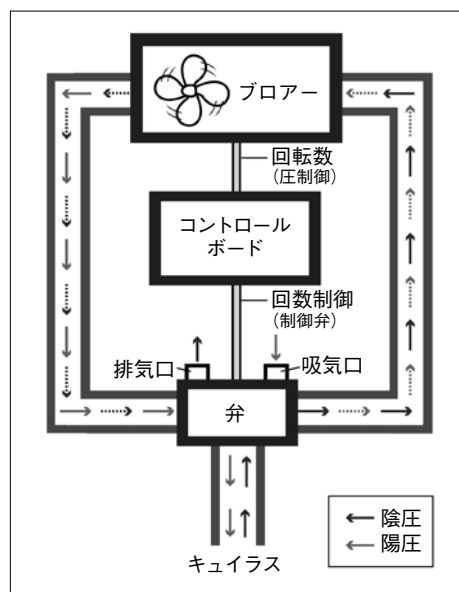 ブロアー
回転数
（圧制御）
コントロール
ボード
回数制御
（制御弁）
排気口
吸気口
弁
キュイラス
陰圧
陽圧